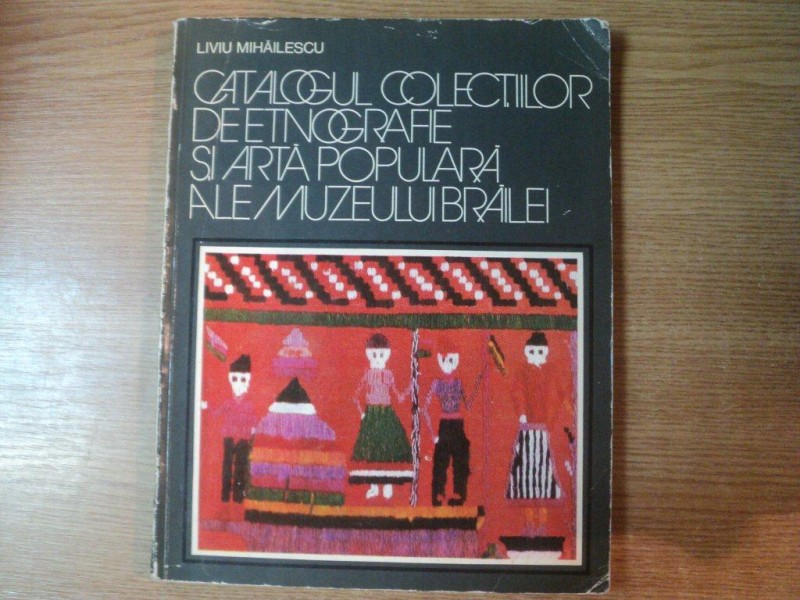 LIVIU MIHĂILESCU
CATALOGUL COLECȚIILOR
DE ETNOGRAFIE
ȘI ARTĂ POPULARĂ
ALE MUZEULUI BRĂILEI